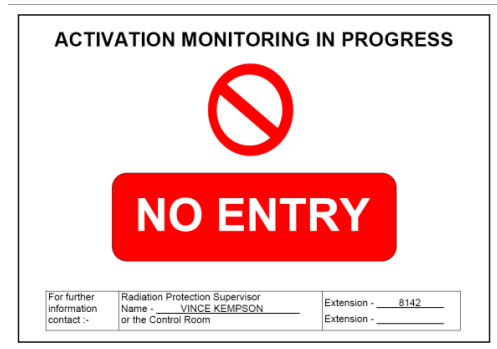 ACTIVATION MONITORING IN PROGRESS
NO ENTRY
For further
information
contact :-
Radiation Protection Supervisor
Name - VINCE KEMPSON
or the Control Room
Extension - 8142
Extension -